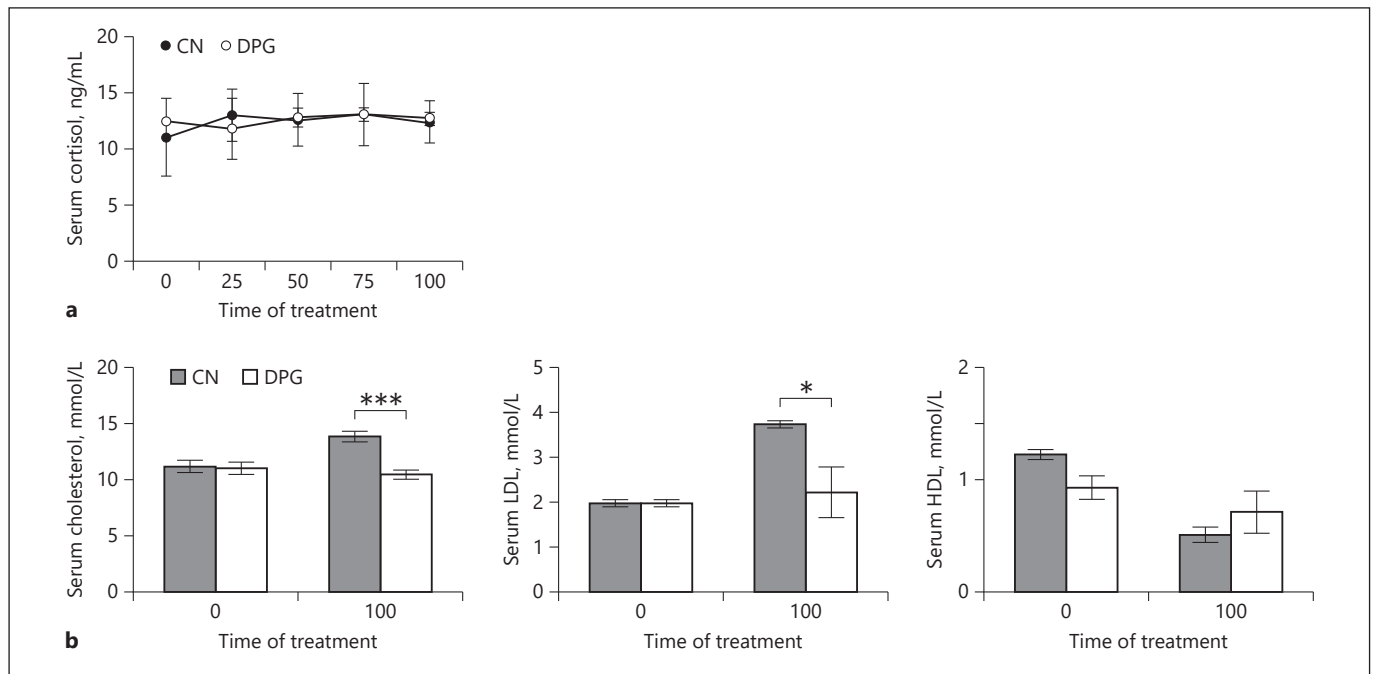 20
15
10
5
0
Serum cortisol, ng/mL
CN DPG
0 25 50 75 100
Time of treatment
a
20
15
10
5
0
Serum cholesterol, mmol/L
CN DPG
***
0 100
Time of treatment
5
4
3
2
1
0
Serum LDL, mmol/L
*
0 100
Time of treatment
2
1
0
Serum HDL, mmol/L
0 100
Time of treatment
b